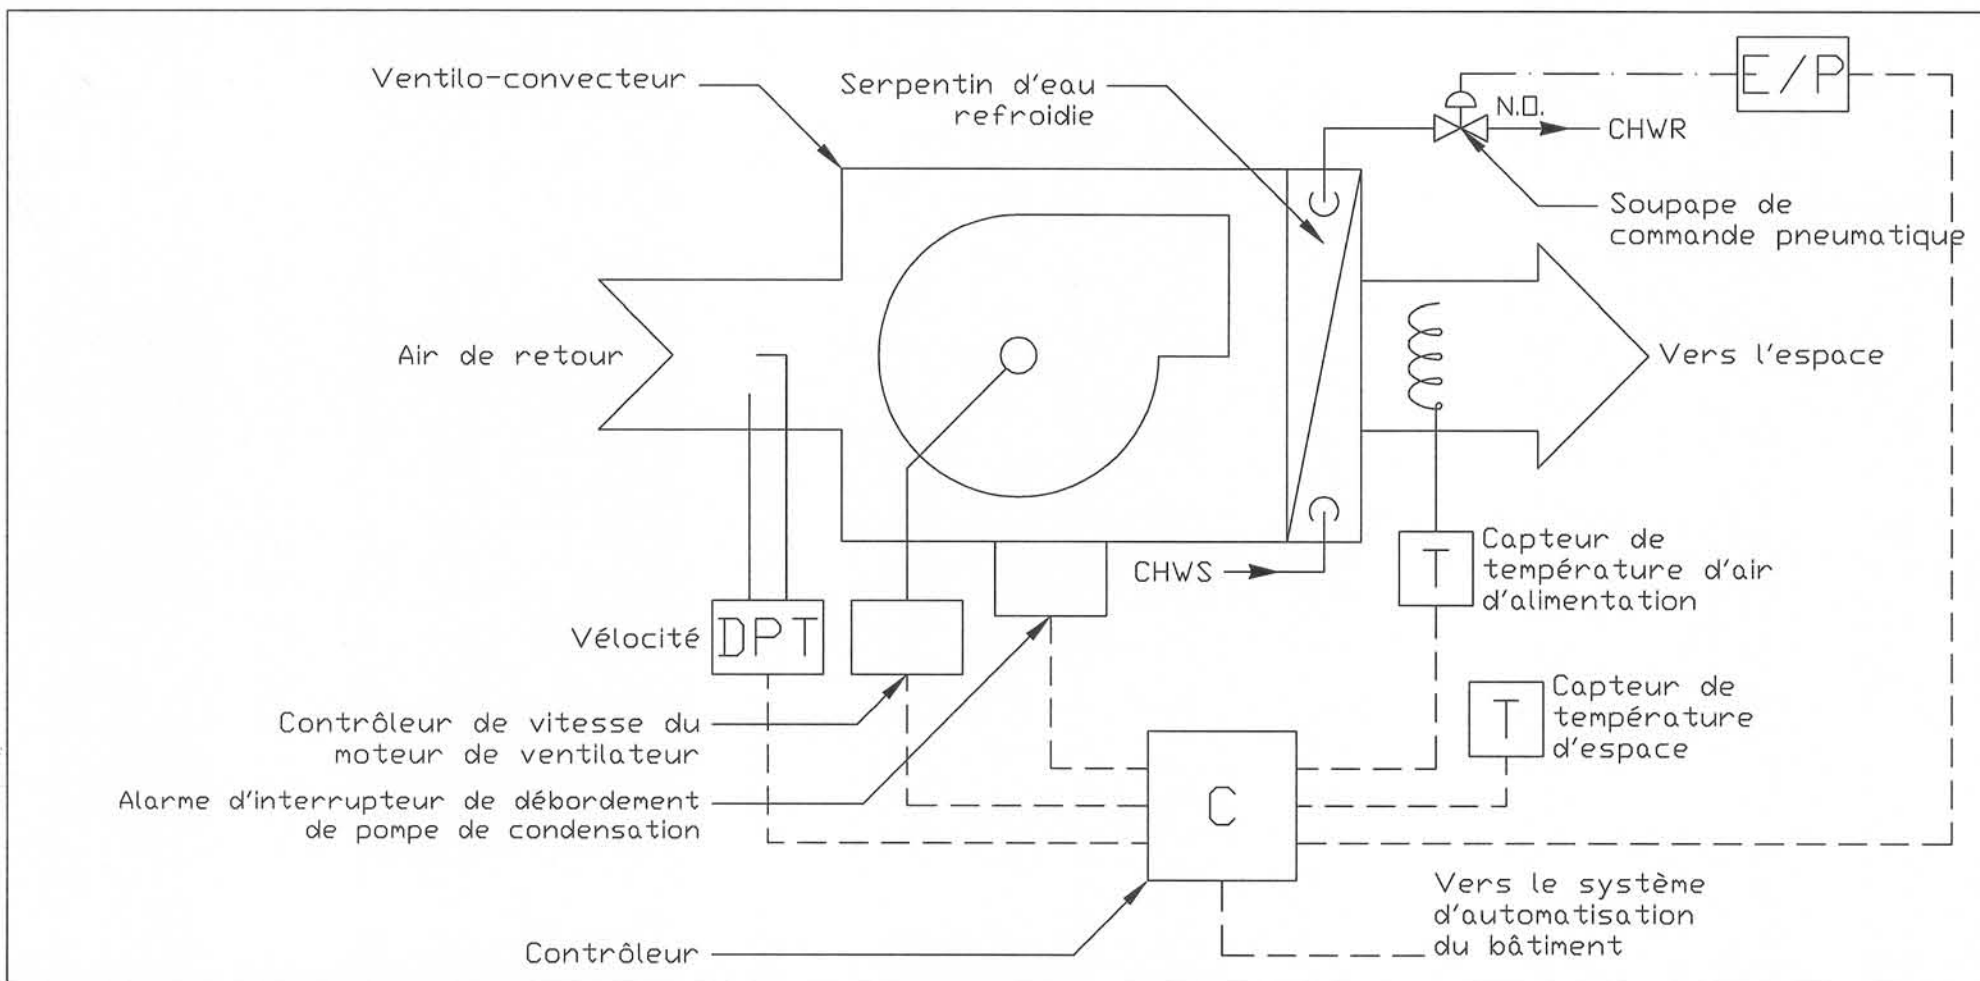 Ventilo-convecteur
Serpentin d'eau
refroidie
E/P
N.O.
CHWR
Soupape de
commande pneumatique
Air de retour
Vers l'espace
CHWS
T
Capteur de
température d'air
d'alimentation
Vélocité
DPT
T
Capteur de
température
d'espace
Contrôleur de vitesse du
moteur de ventilateur
Alarme d'interrupteur de débordement
de pompe de condensation
C
Vers le système
d'automatisation
du bâtiment
Contrôleur